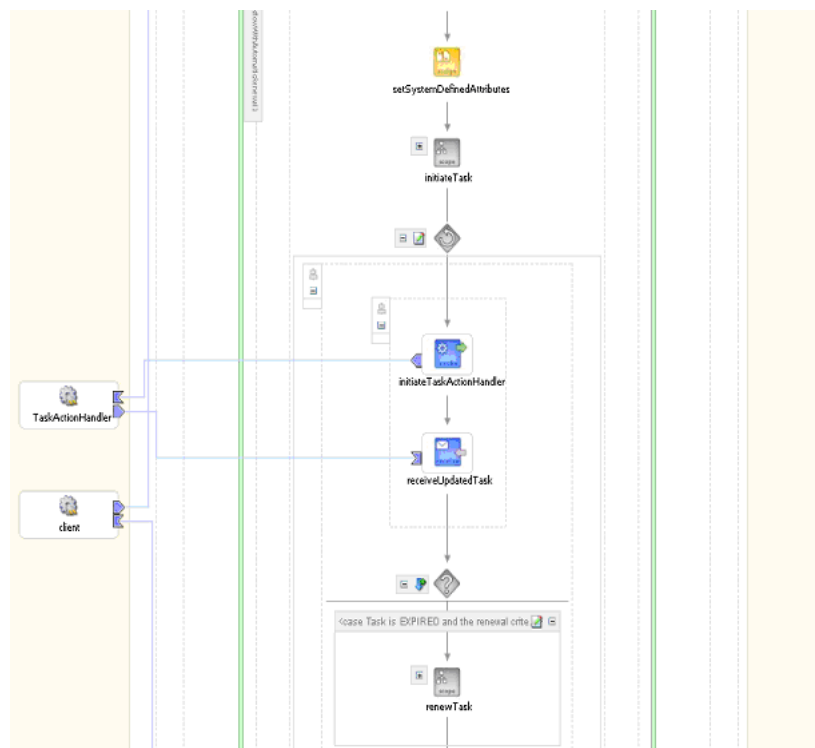 setSystemDefinedAttributes
initiateTask
initiateTaskActionHandler
TaskActionHandler
receiveUpdatedTask
client
<case Task is EXPIRED and the renewal crite
renewTask